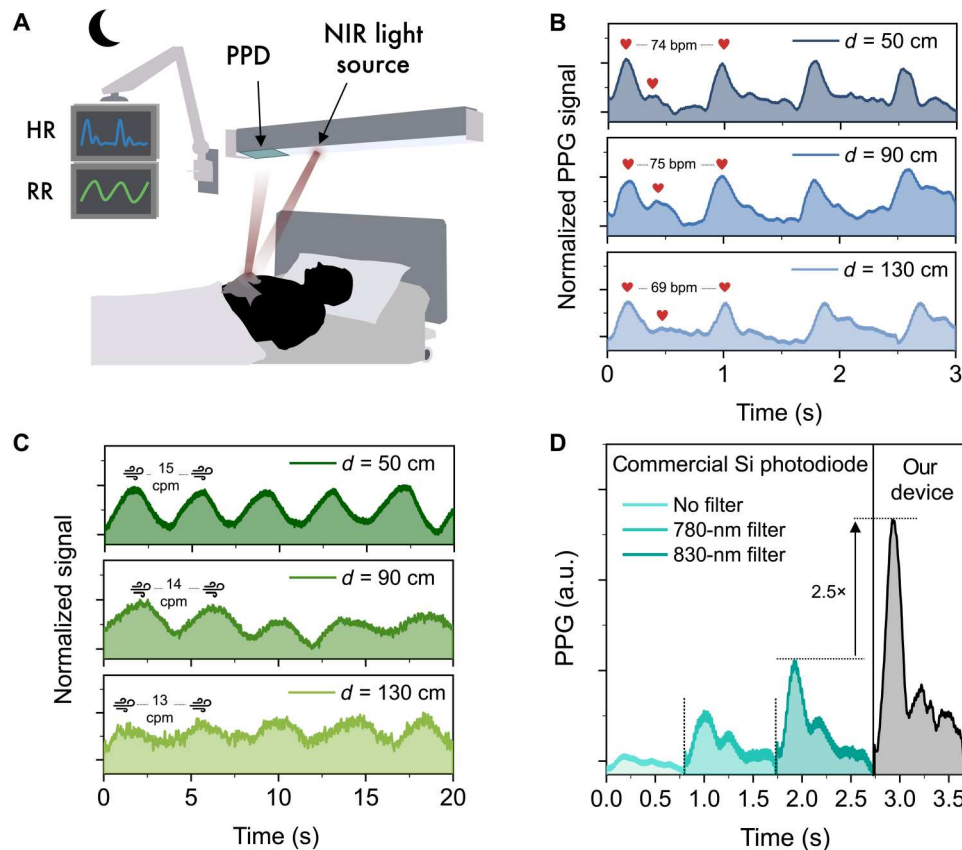 A
PPD
NIR light
source
HR
RR
B
Normalized PPG signal
d = 50 cm
74 bpm
d = 90 cm
75 bpm
d = 130 cm
69 bpm
0
1
2
3
Time (s)
C
Normalized signal
d = 50 cm
15
cpm
d = 90 cm
14
cpm
d = 130 cm
13
cpm
0
5
10
15
20
Time (s)
D
PPG (a.u.)
Commercial Si photodiode
Our
device
No filter
780-nm filter
830-nm filter
2.5×
0.0
0.5
1.0
1.5
2.0
2.5
3.0
3.5
Time (s)